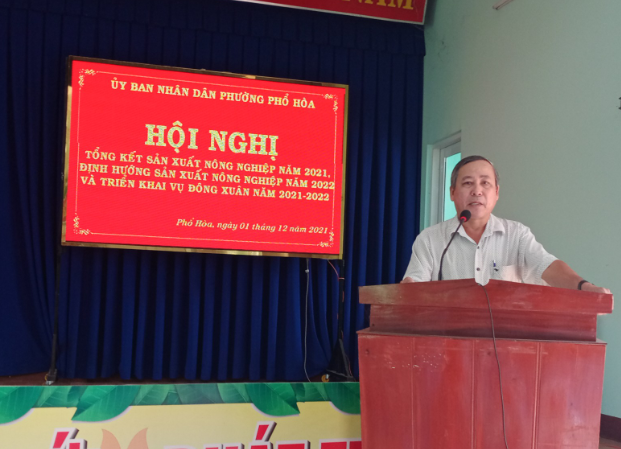 NAM
ỦY BAN NHÂN DÂN PHƯỜNG PHỔ HÒA
HỘI NGHỊ
TỔNG KẾT SẢN XUẤT NÔNG NGHIỆP NĂM 2021,
ĐỊNH HƯỚNG SẢN XUẤT NÔNG NGHIỆP NĂM 2022
VÀ TRIỂN KHAI VỤ ĐÔNG XUÂN NĂM 2021-2022
Phổ Hòa, ngày 01 tháng 12 năm 2021